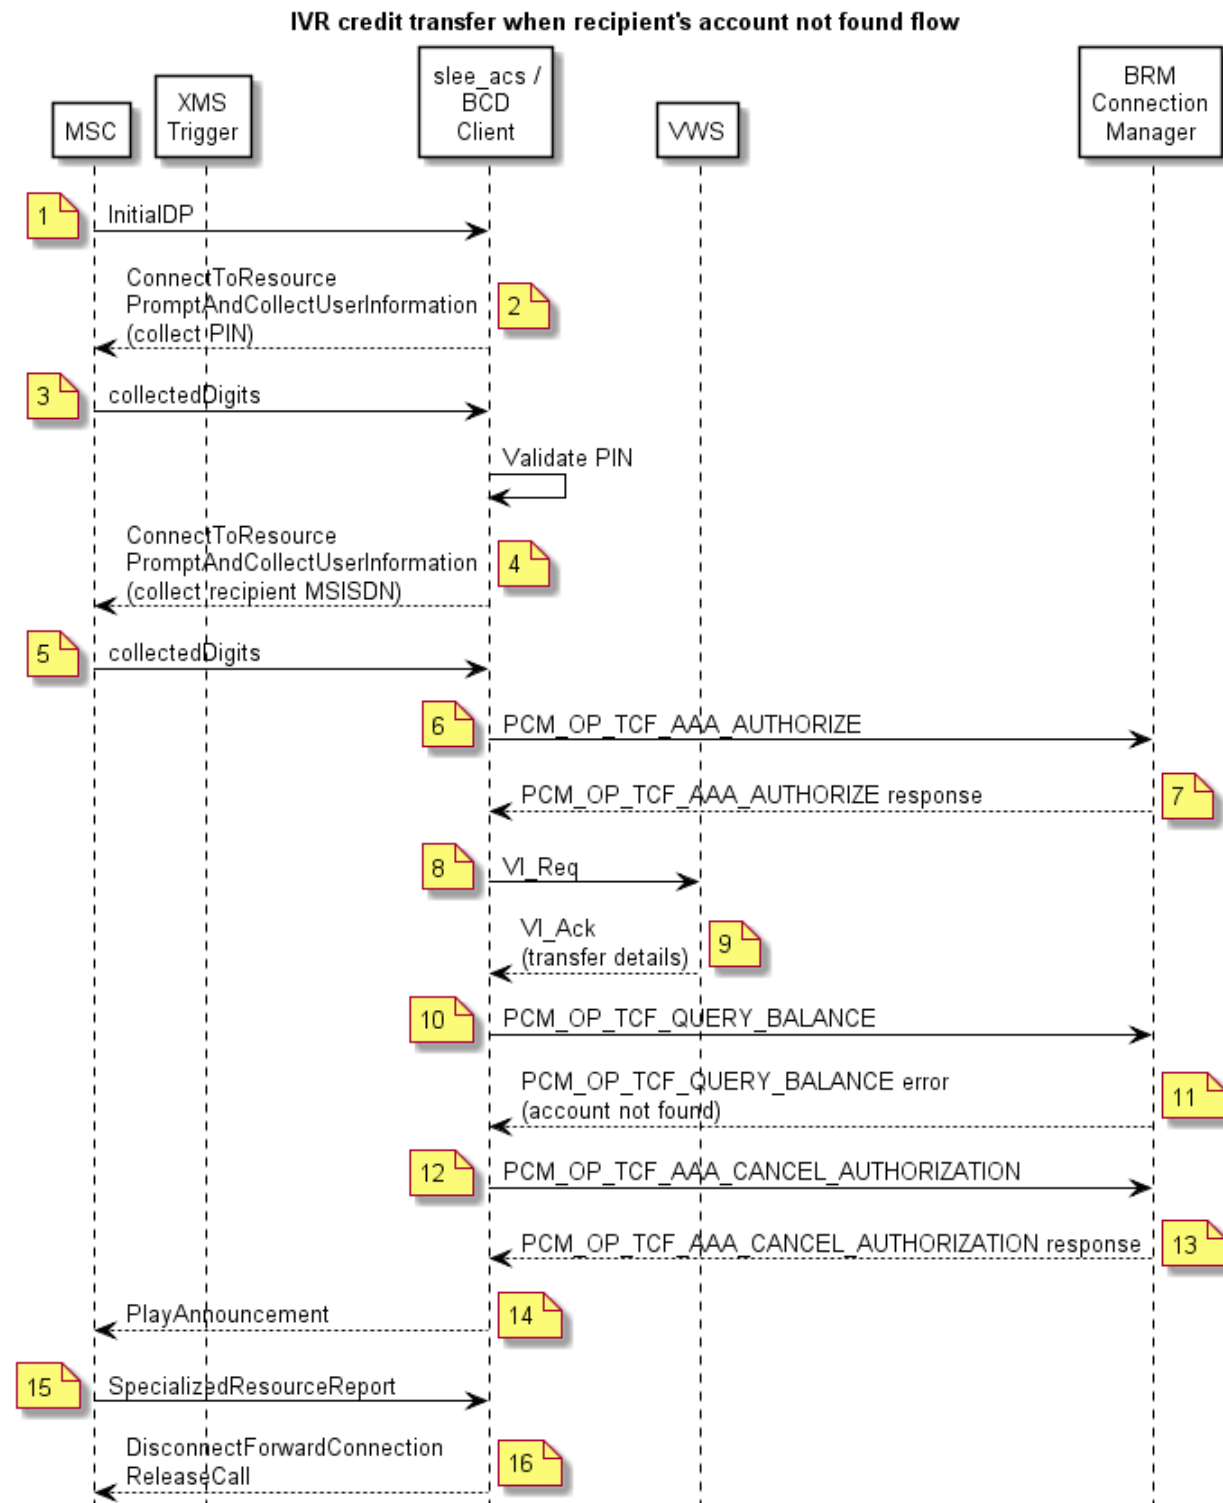 IVR credit transfer when recipient's account not found flow
MSC
XMS
Trigger
slee_acs /
BCD
Client
VWS
BRM
Connection
Manager
1
InitialDP
ConnectToResource
PromptAndCollectUserInformation
(collect PIN)
2
3
collectedDigits
Validate PIN
ConnectToResource
PromptAndCollectUserInformation
(collect recipient MSISDN)
4
5
collectedDigits
6
PCM_OP_TCF_AAA_AUTHORIZE
PCM_OP_TCF_AAA_AUTHORIZE response
7
8
VI_Req
VI_Ack
(transfer details)
9
10
PCM_OP_TCF_QUERY_BALANCE
PCM_OP_TCF_QUERY_BALANCE error
(account not found)
11
12
PCM_OP_TCF_AAA_CANCEL_AUTHORIZATION
PCM_OP_TCF_AAA_CANCEL_AUTHORIZATION response
13
PlayAnnouncement
14
15
SpecializedResourceReport
DisconnectForwardConnection
ReleaseCall
16